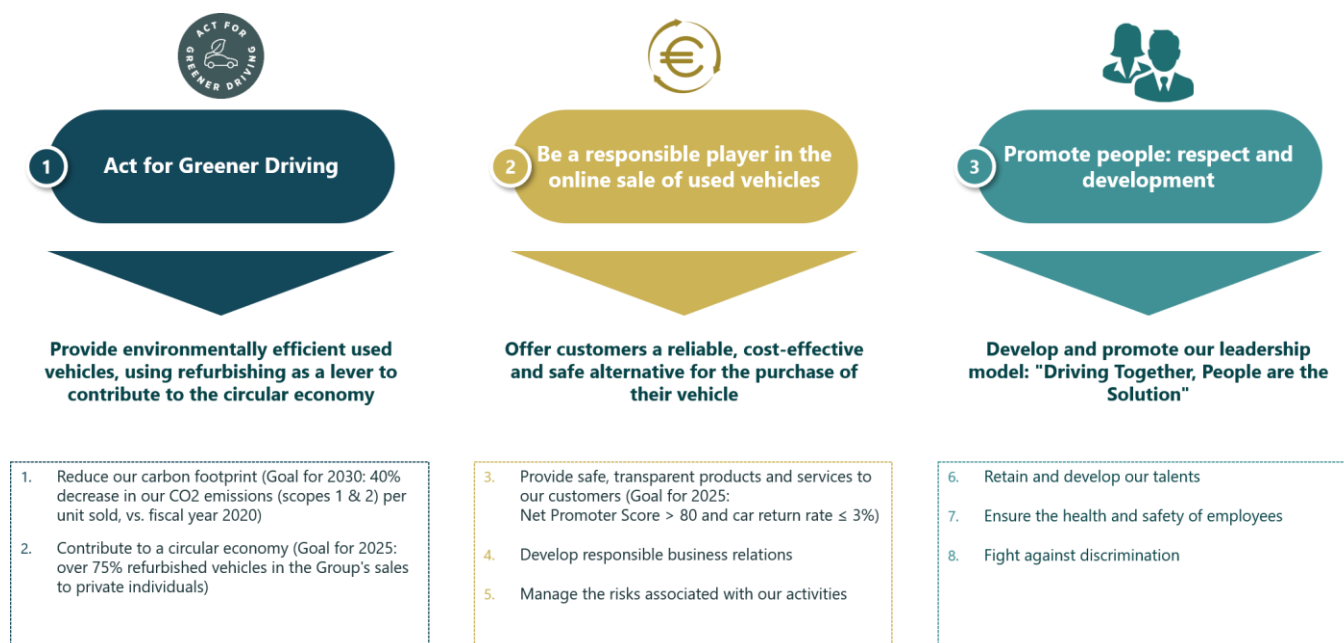 ACT FOR
GREENER DRIVING
1
Act for Greener Driving
Provide environmentally efficient used
vehicles, using refurbishing as a lever to
contribute to the circular economy
1. Reduce our carbon footprint (Goal for 2030: 40%
decrease in our CO2 emissions (scopes 1 & 2) per
unit sold, vs. fiscal year 2020)
2. Contribute to a circular economy (Goal for 2025:
over 75% refurbished vehicles in the Group's sales
to private individuals)
€
2
Be a responsible player in the
online sale of used vehicles
Offer customers a reliable, cost-effective
and safe alternative for the purchase of
their vehicle
3. Provide safe, transparent products and services to
our customers (Goal for 2025:
Net Promoter Score > 80 and car return rate ≤ 3%)
4. Develop responsible business relations
5. Manage the risks associated with our activities
3
Promote people: respect and
development
Develop and promote our leadership
model: "Driving Together, People are the
Solution"
6. Retain and develop our talents
7. Ensure the health and safety of employees
8. Fight against discrimination